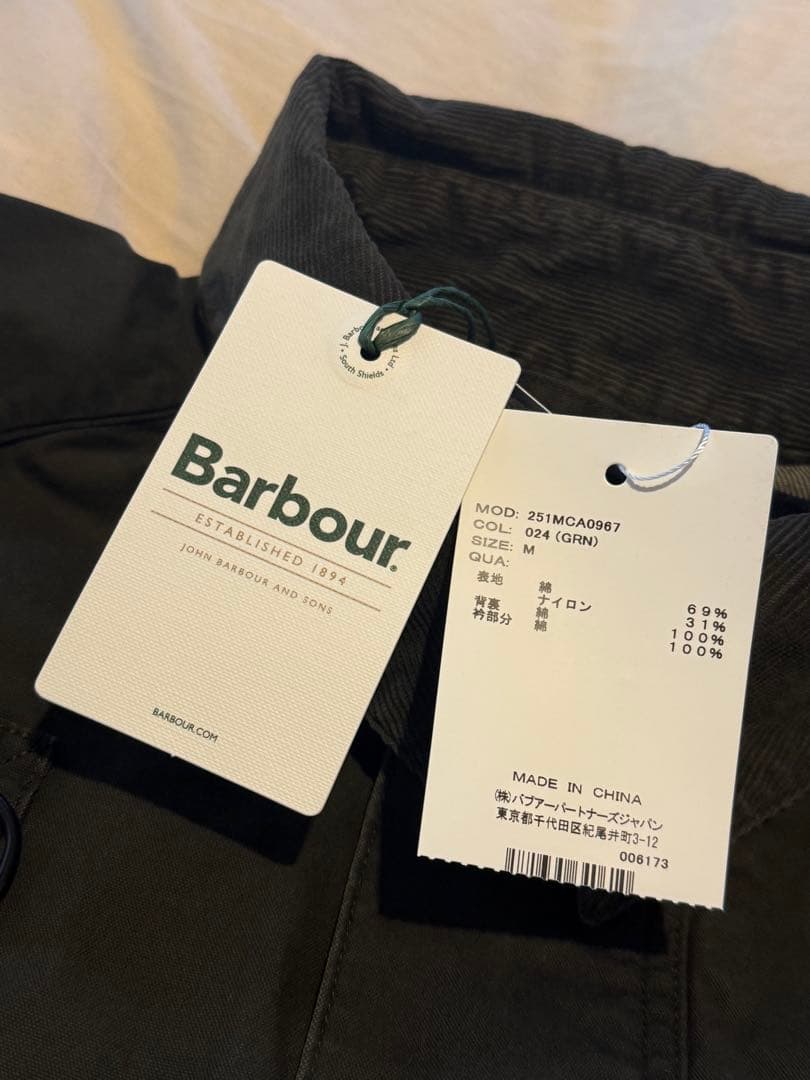 South Shields
Barbour.
ESTABLISHED 1894
JOHN BARBOUR AND SONS
BARBOUR.COM
MOD: 251MCA0967
COL: 024 (GRN)
SIZE: M
QUA:
表地 綿 69%
ナイロン 31%
背裏 綿 100%
衿部分 綿 100%
MADE IN CHINA
(株)バブアーパートナーズジャパン
東京都千代田区紀尾井町3-12
006173